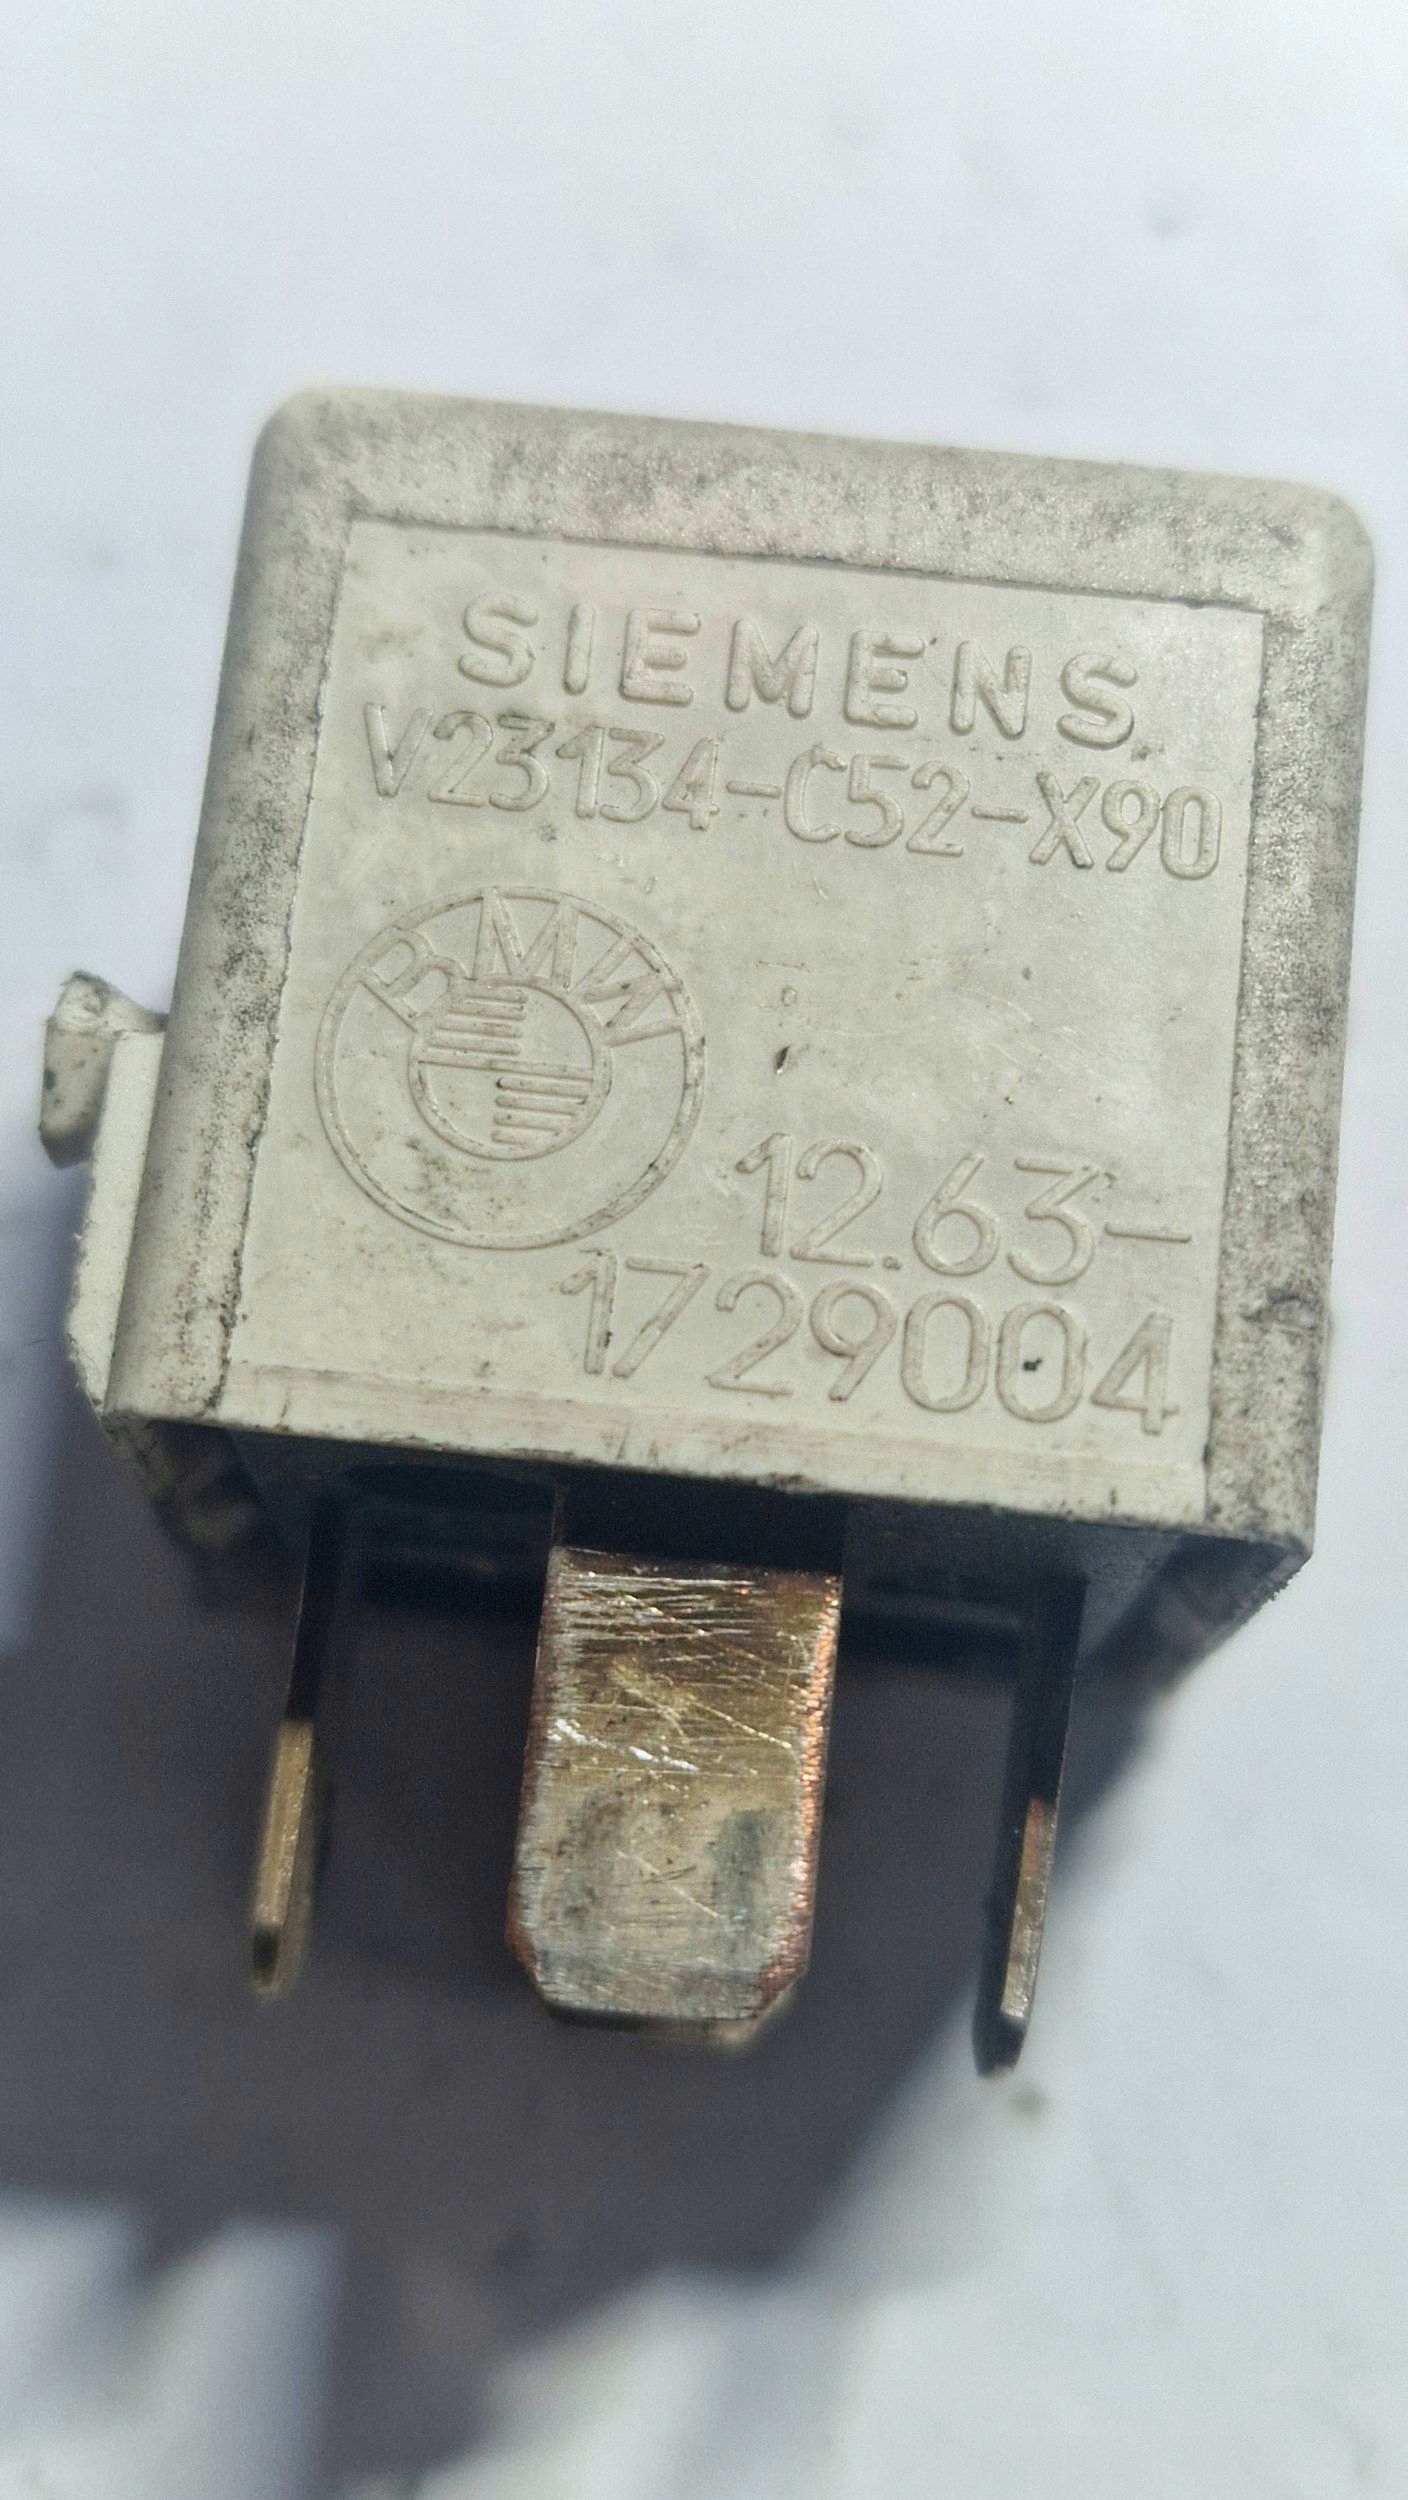 SIEMENS
V23134-C52-X90
BMW
12.63-
1729004